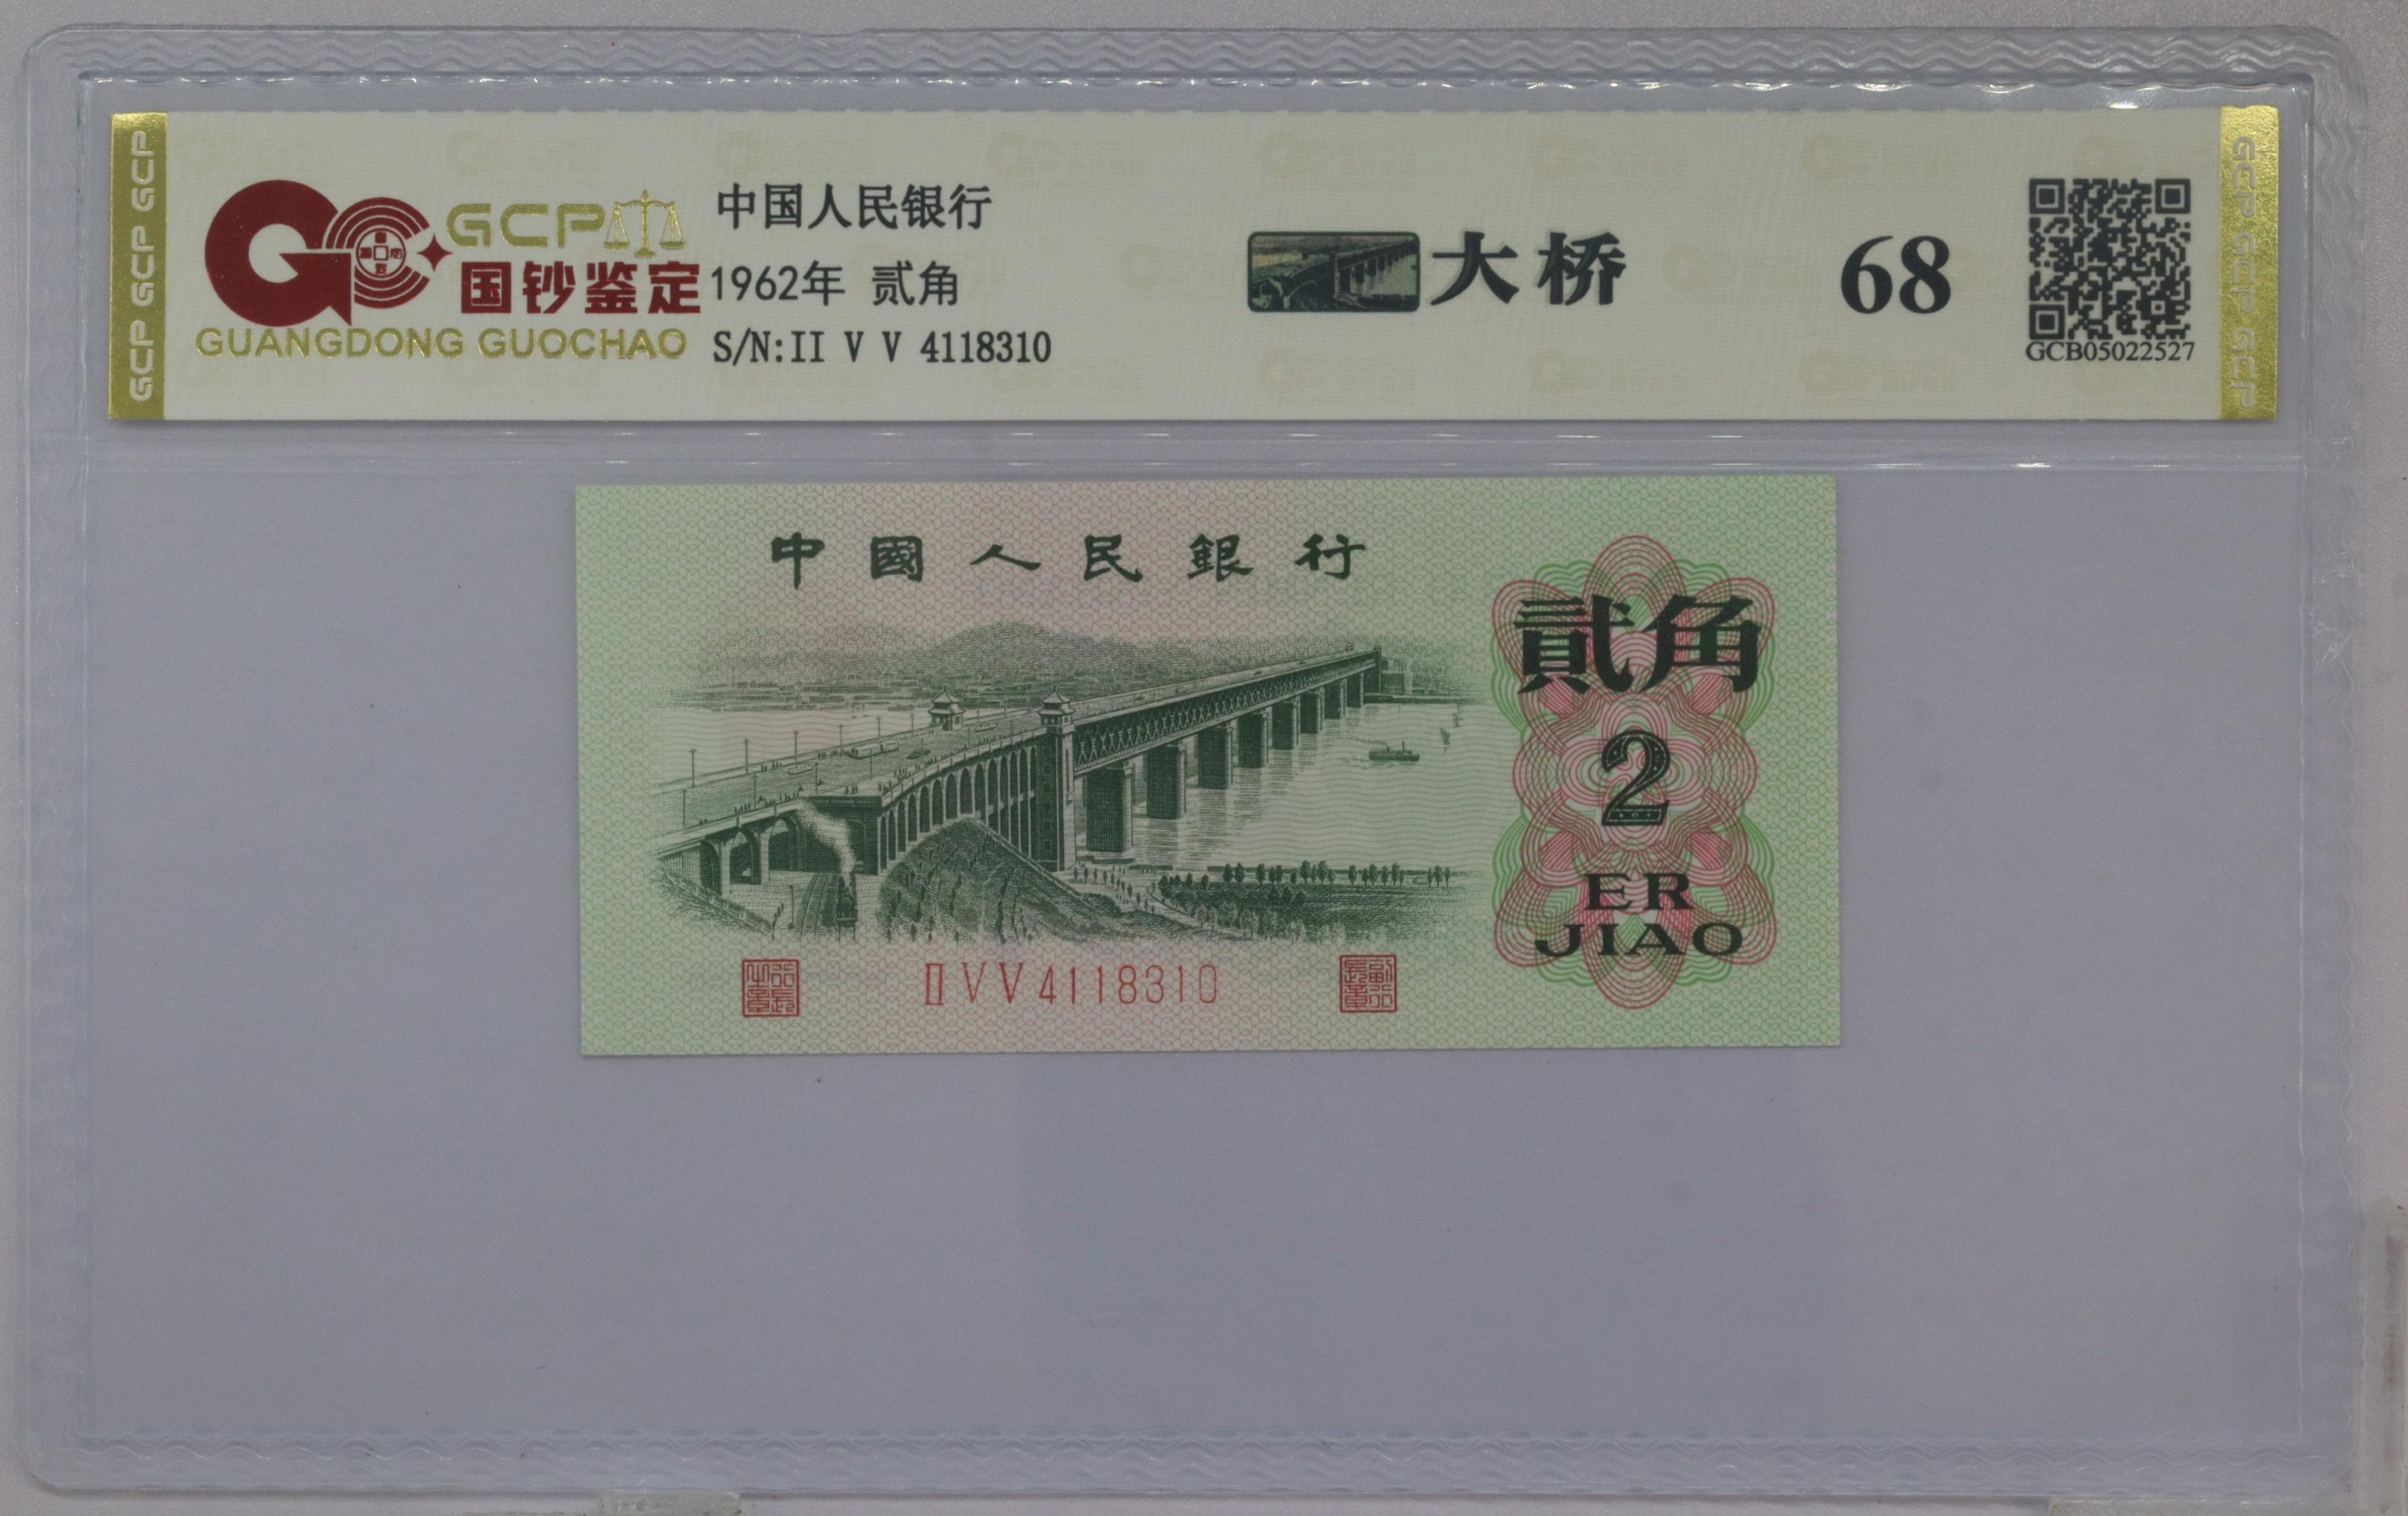 GCP GCP GCP
GCP
国钞鉴定
GUANGDONG GUOCHAO
中国人民银行
1962年 贰角
S/N:II V V 4118310
大桥
68
GCB05022527
GCP GCP GCP
中國人民銀行
貳角
2
ER
JIAO
ⅡVV4118310